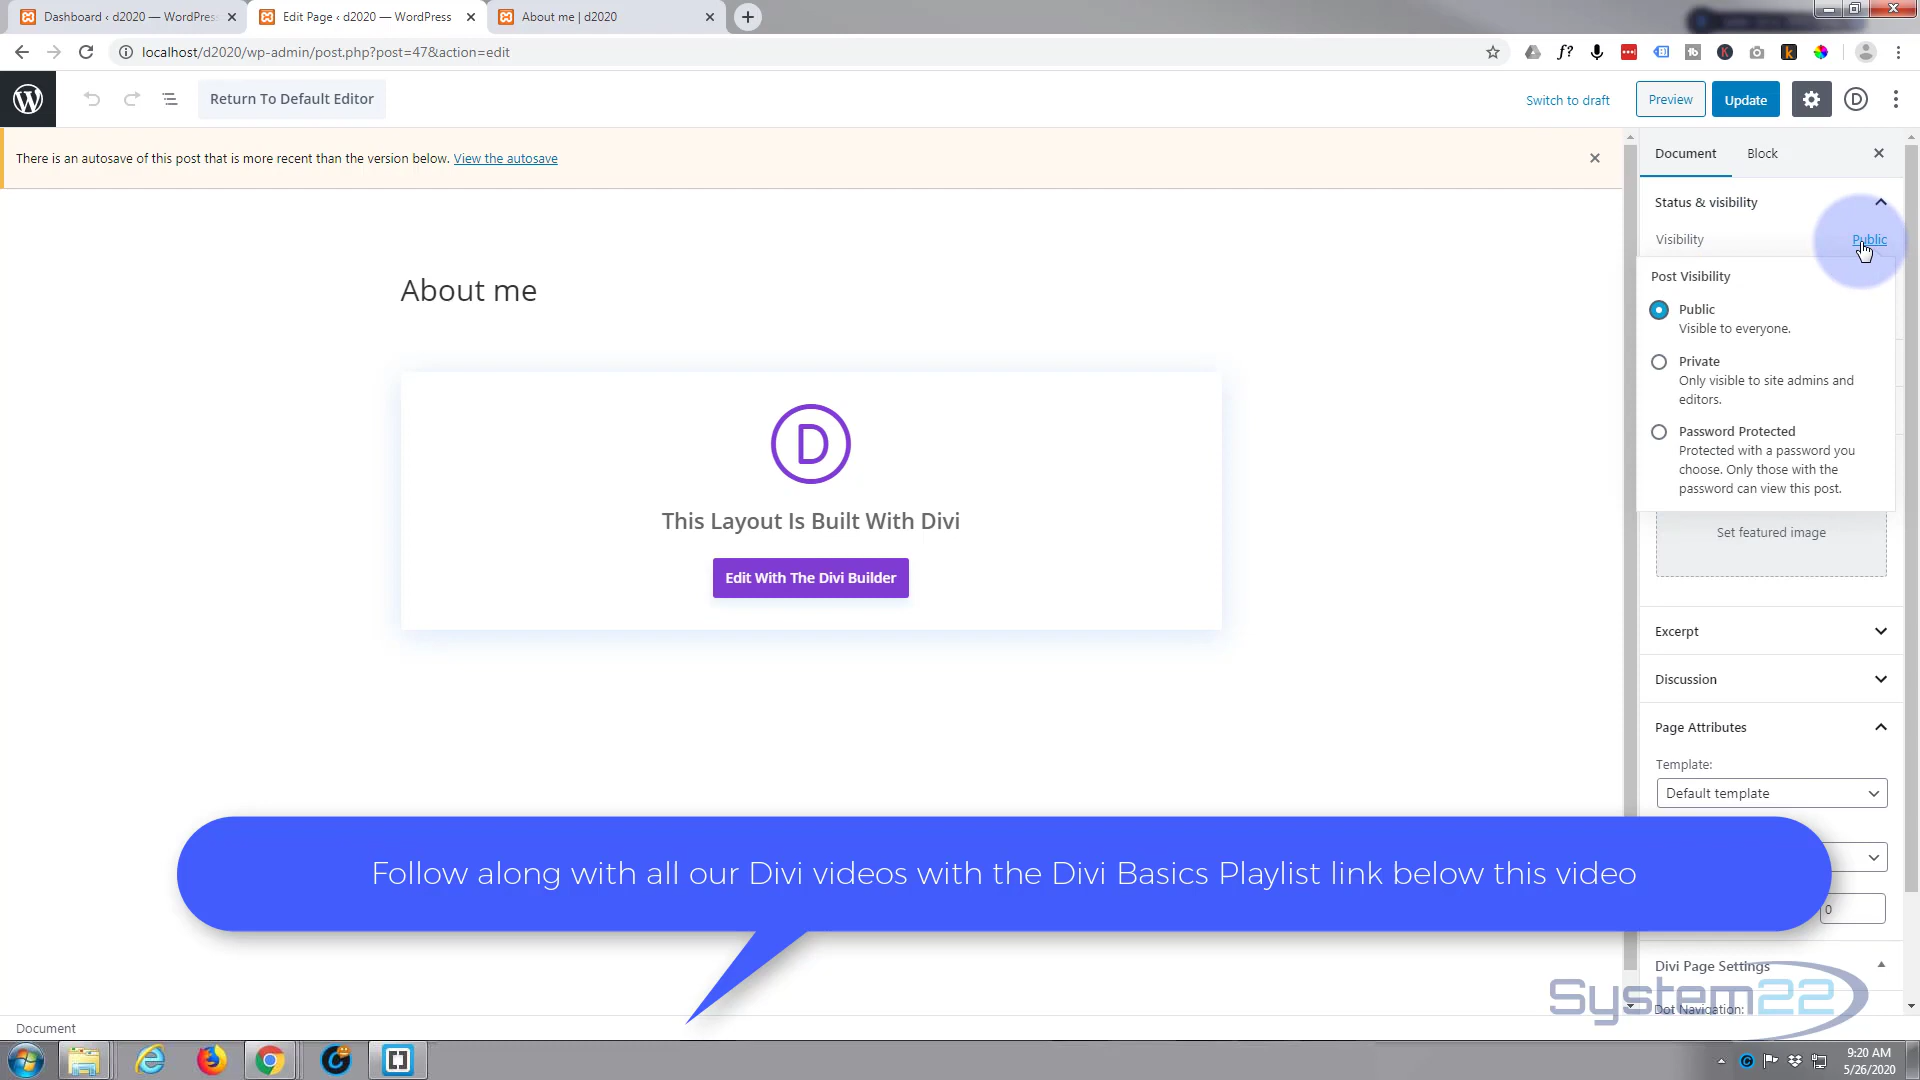 Dashboard ‹ d2020 — WordPress
Edit Page ‹ d2020 — WordPress
About me | d2020
localhost/d2020/wp-admin/post.php?post=47&action=edit
Return To Default Editor
Switch to draft
Preview
Update
There is an autosave of this post that is more recent than the version below. View the autosave
Document
Block
Status & visibility
Visibility
Public
Post Visibility
Public
Visible to everyone.
Private
Only visible to site admins and
editors.
Password Protected
Protected with a password you
choose. Only those with the
password can view this post.
About me
D
This Layout Is Built With Divi
Edit With The Divi Builder
Set featured image
Excerpt
Discussion
Page Attributes
Template:
Default template
Follow along with all our Divi videos with the Divi Basics Playlist link below this video
0
Divi Page Settings
Dot Navigation:
System22
Document
9:20 AM
5/26/2020